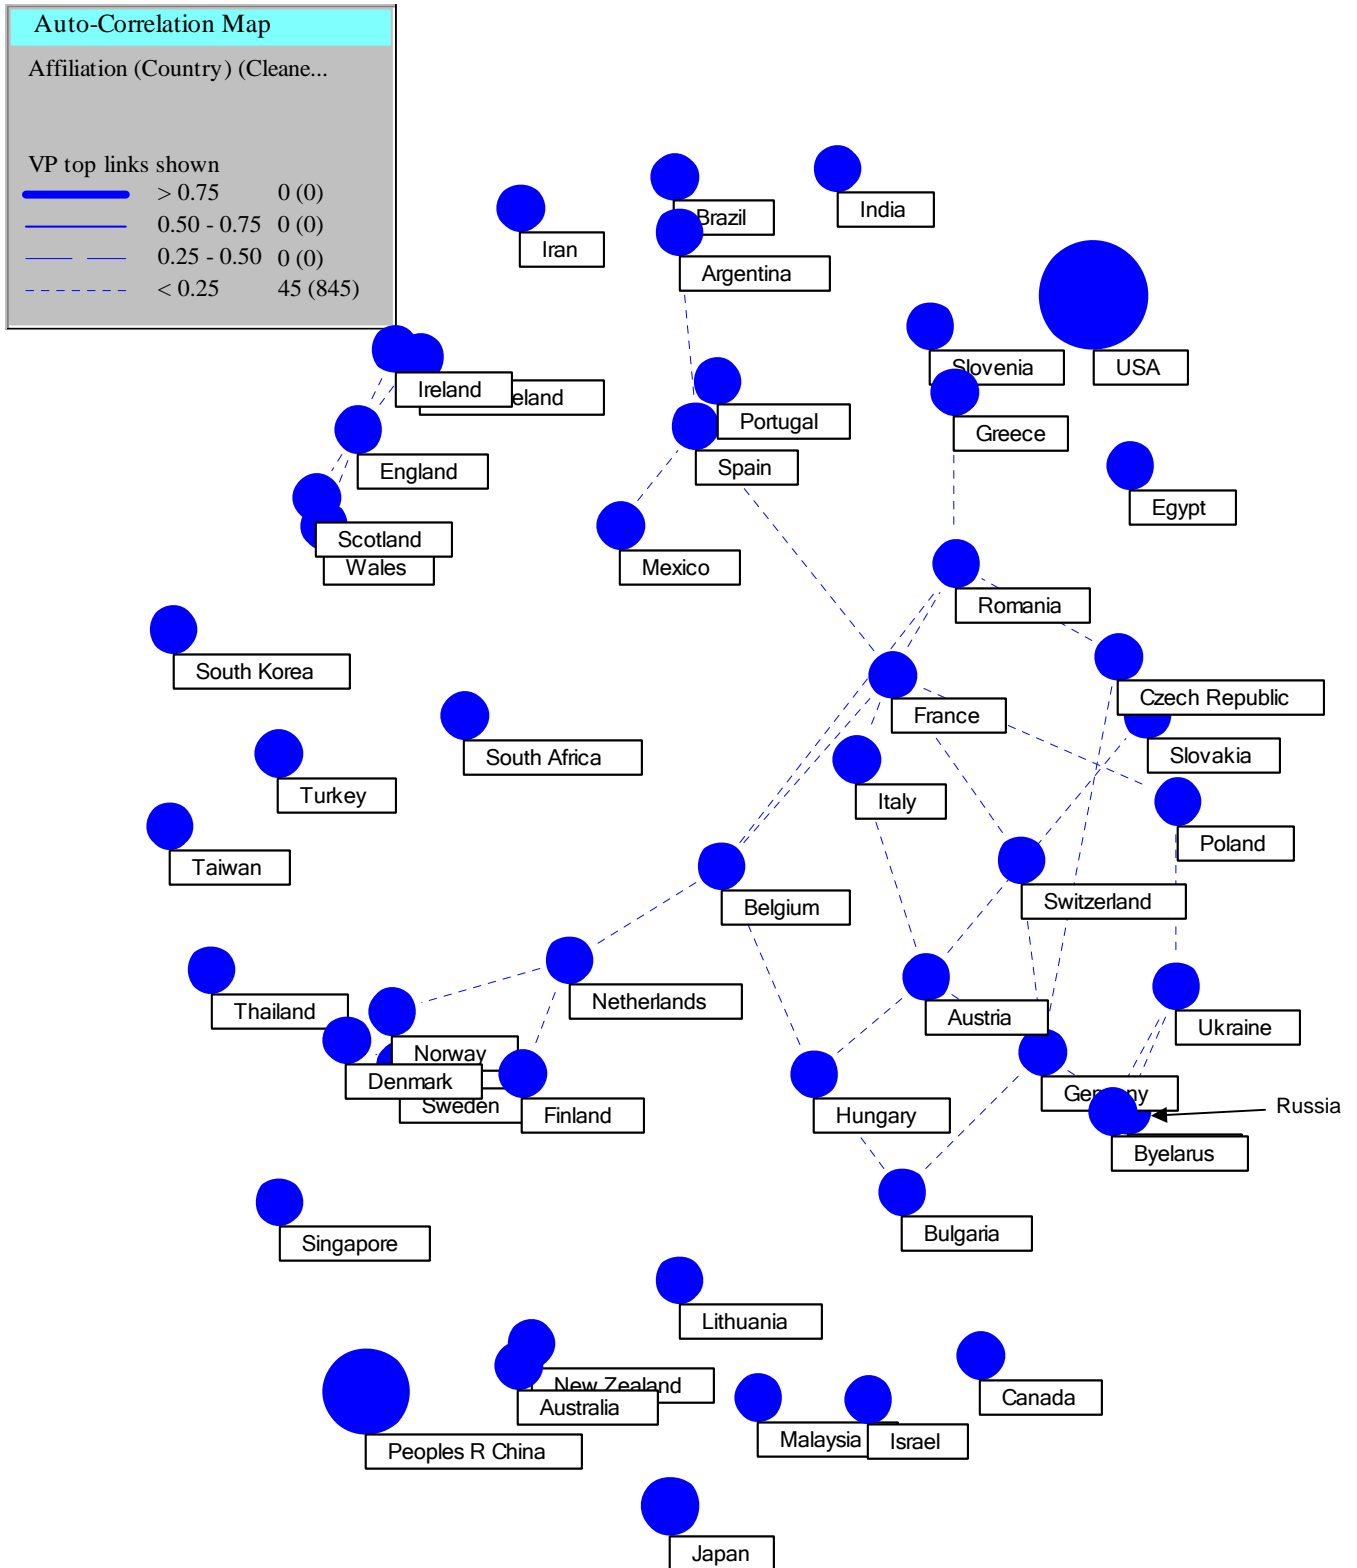 Auto-Correlation Map
Affiliation (Country) (Cleane...
VP top links shown
> 0.75 0 (0)
0.50 - 0.75 0 (0)
0.25 - 0.50 0 (0)
< 0.25 45 (845)
Brazil
India
Iran
Argentina
Slovenia
USA
Ireland
eland
Portugal
Greece
England
Spain
Egypt
Scotland
Wales
Mexico
Romania
South Korea
Czech Republic
France
South Africa
Slovakia
Turkey
Italy
Poland
Taiwan
Belgium
Switzerland
Netherlands
Thailand
Austria
Ukraine
Norway
Denmark
Sweden
Finland
Germany
Hungary
Russia
Byelarus
Bulgaria
Singapore
Lithuania
New Zealand
Australia
Canada
Malaysia
Israel
Peoples R China
Japan